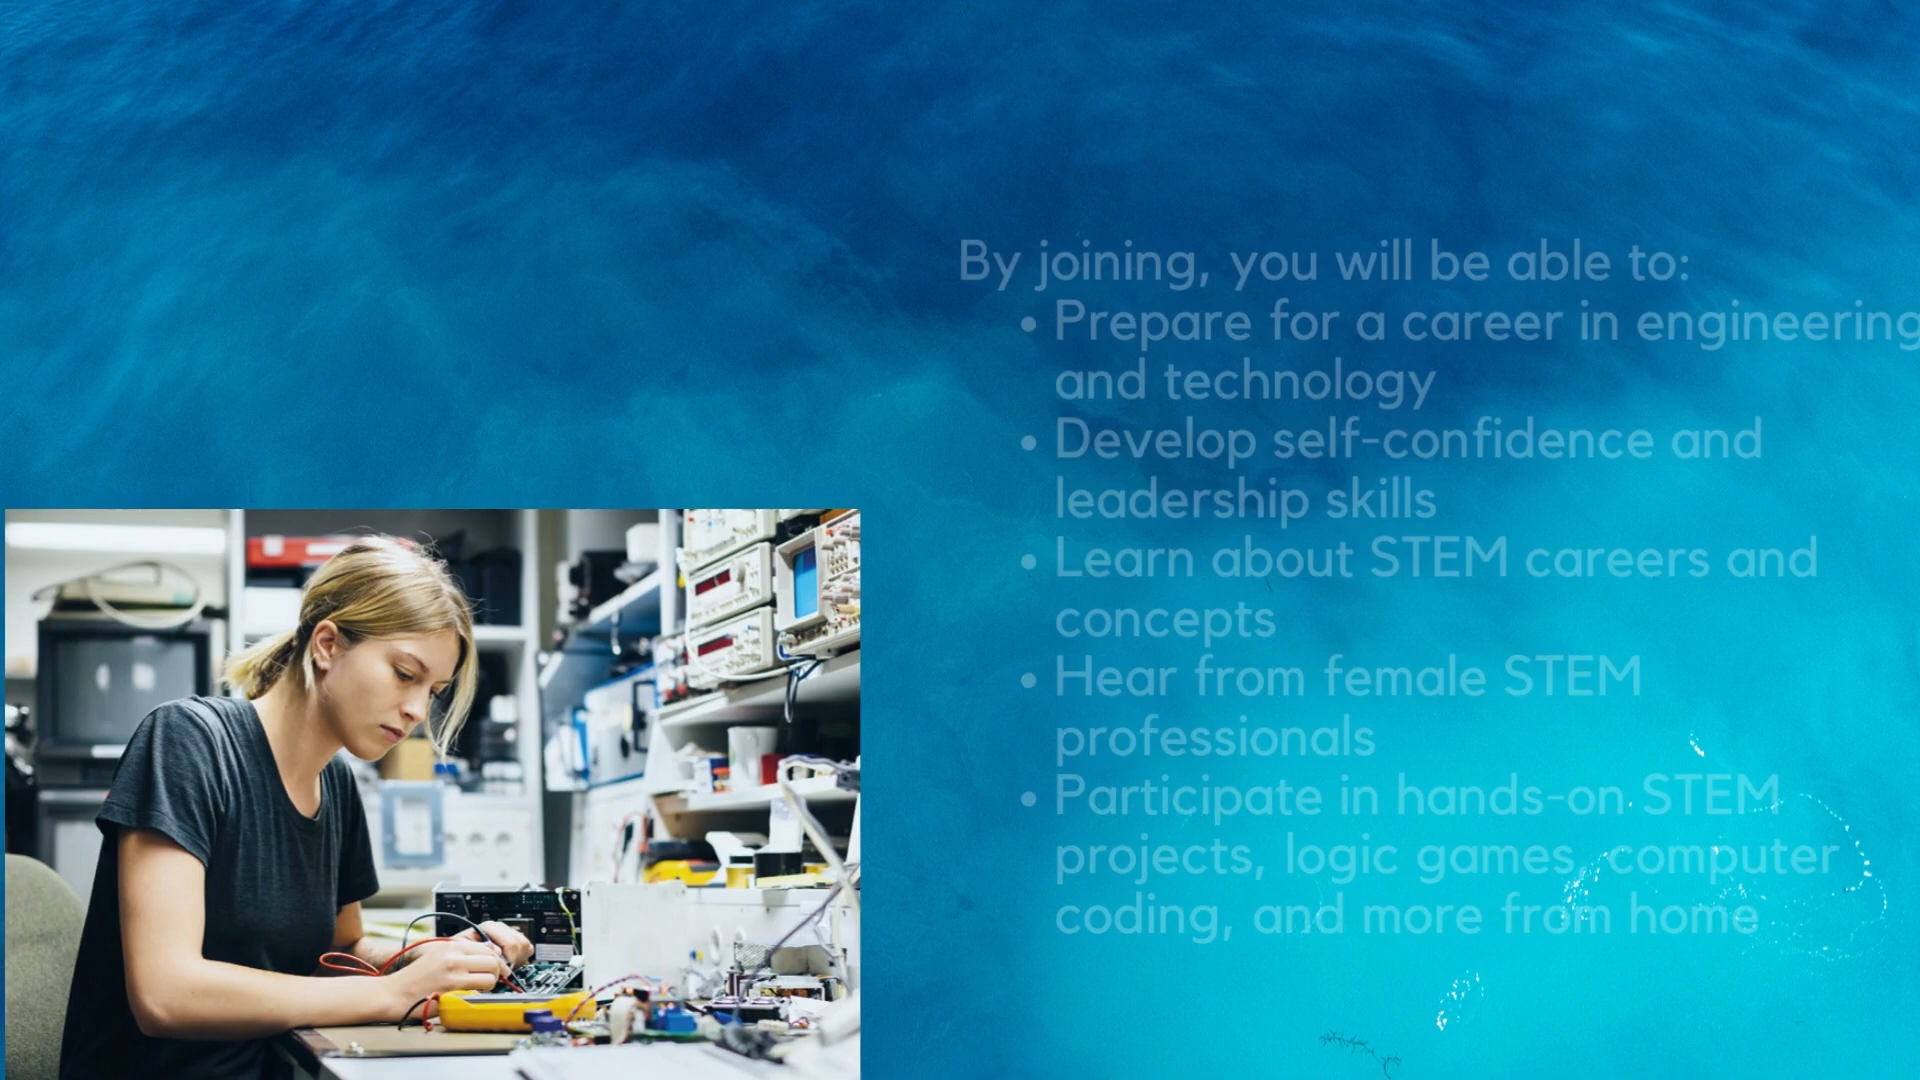 By joining, you will be able to:
• Prepare for a career in engineering
and technology
• Develop self-confidence and
leadership skills
• Learn about STEM careers and
concepts
• Hear from female STEM
professionals
• Participate in hands-on STEM
projects, logic games, computer
coding, and more from home